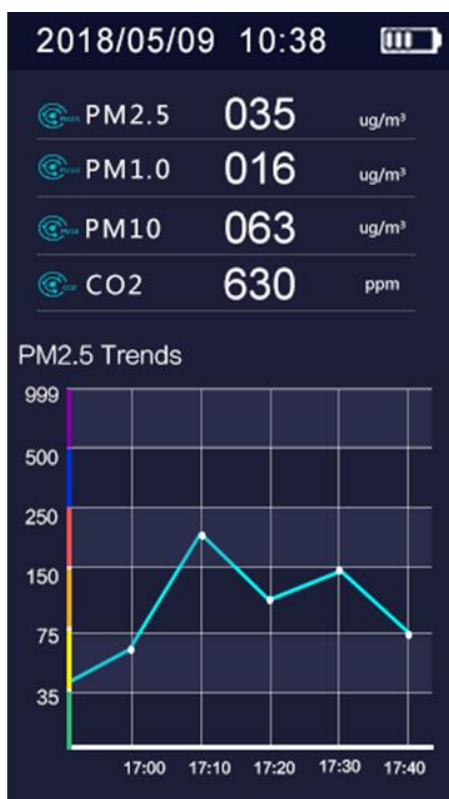 2018/05/09 10:38
PM2.5 035 ug/m³
PM1.0 016 ug/m³
PM10 063 ug/m³
CO2 630 ppm
PM2.5 Trends
999
500
250
150
75
35
17:00 17:10 17:20 17:30 17:40